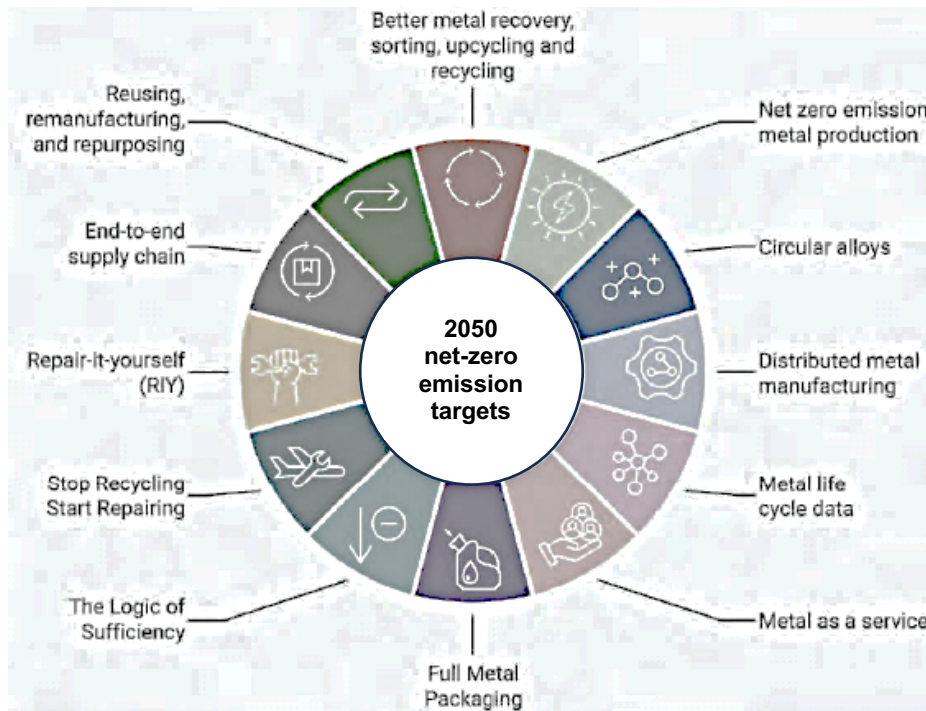 Better metal recovery,
sorting, upcycling and
recycling
Net zero emission
metal production
Circular alloys
Distributed metal
manufacturing
Metal life
cycle data
Metal as a service
Full Metal
Packaging
The Logic of
Sufficiency
Stop Recycling
Start Repairing
Repair-it-yourself
(RIY)
End-to-end
supply chain
Reusing,
remanufacturing,
and repurposing
2050
net-zero
emission
targets